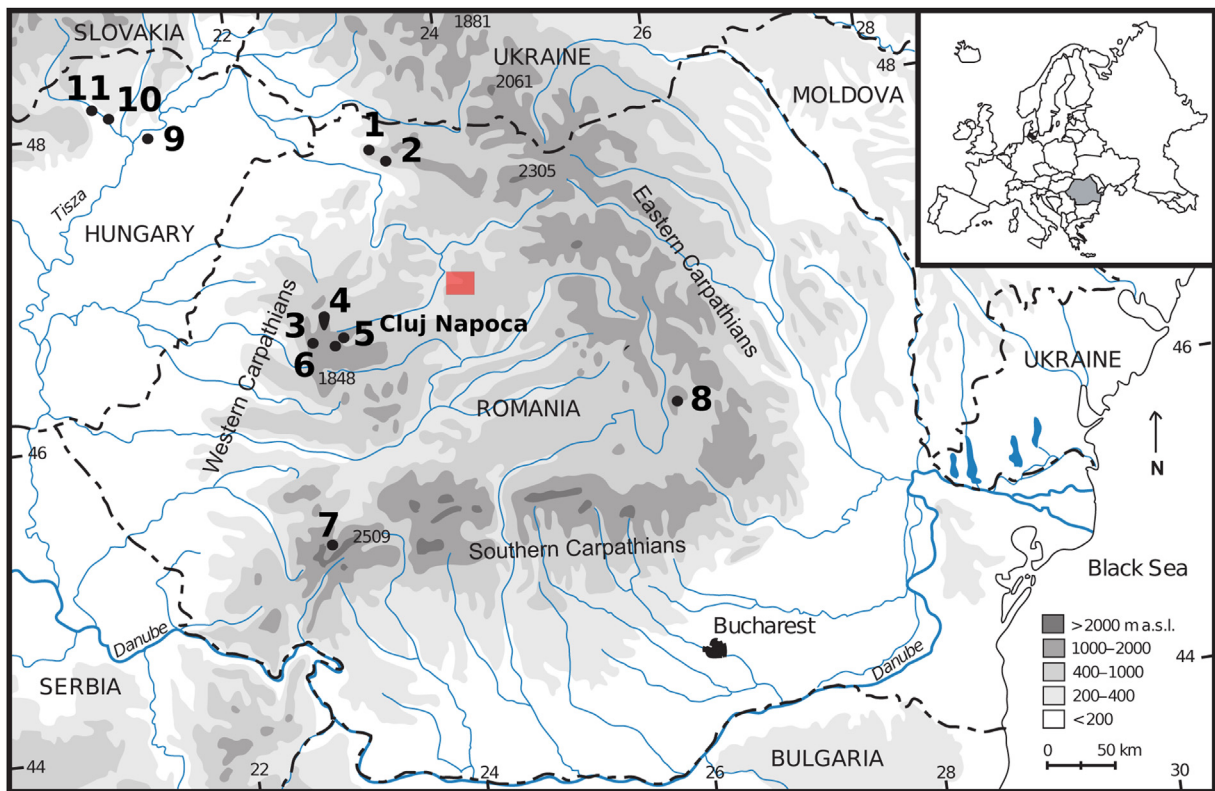 SLOVAKIA
22
24
1881
26
28
UKRAINE
48
2061
MOLDOVA
11
10
9
1
2
48
2305
Tisza
HUNGARY
Eastern Carpathians
Western Carpathians
4
3
5
Cluj Napoca
6
1848
8
ROMANIA
UKRAINE
46
46
N
7
2509
Southern Carpathians
Black Sea
Bucharest
Danube
Danube
SERBIA
>2000 m a.s.l.
1000–2000
400–1000
200–400
<200
44
0 50 km
BULGARIA
44
22
24
26
28
30